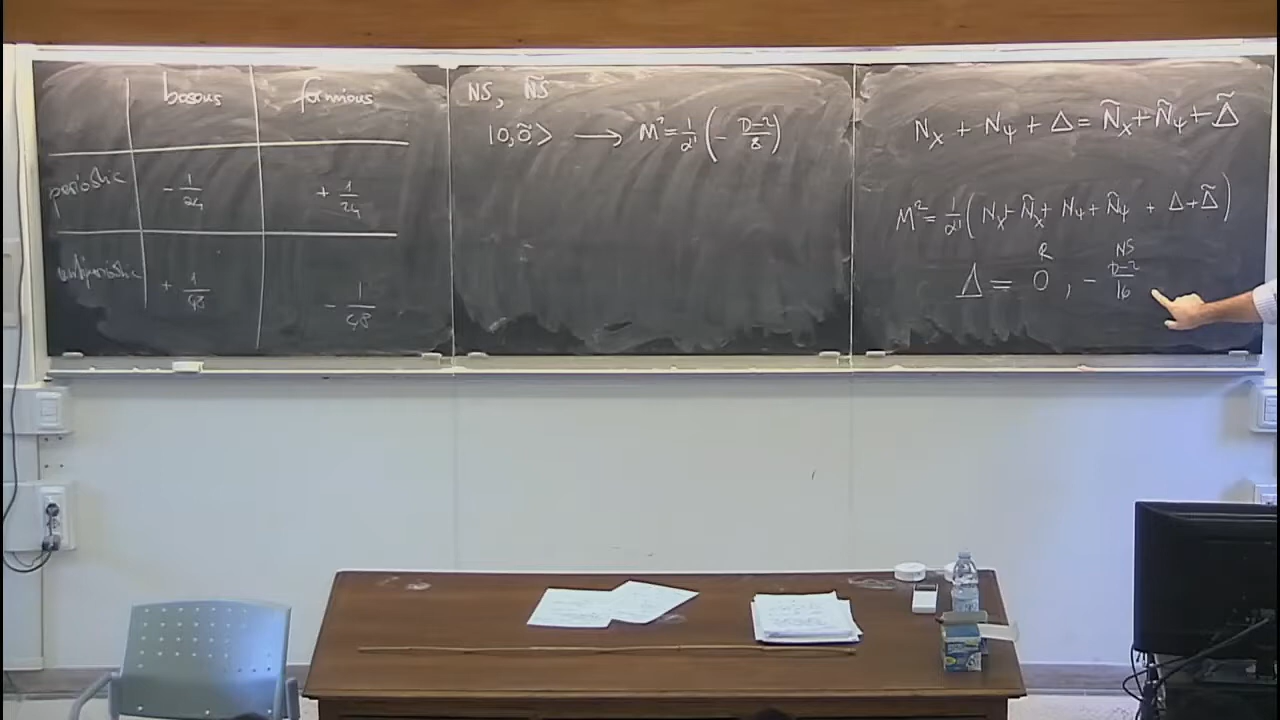 bosons fermions
periodic - 1/24 + 1/24
antiperiodic + 1/48 - 1/48
NS, ÑS
|0,õ> ⟶ M² = 1/α' ( - D-2/8 )
N_X + N_ψ + Δ = Ñ_X + Ñ_ψ + Δ̃
M² = 1/α' ( N_X + Ñ_X + N_ψ + Ñ_ψ + Δ + Δ̃ )
R NS
Δ = 0 , - D-2/16